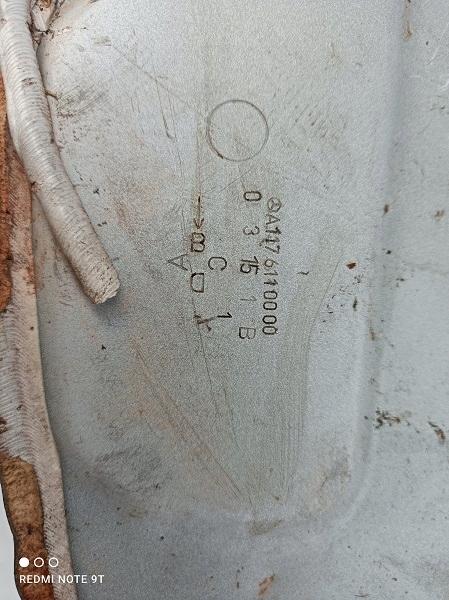 A117 6110000
0 3 15 1 B
C 1
B
A D
REDMI NOTE 9T